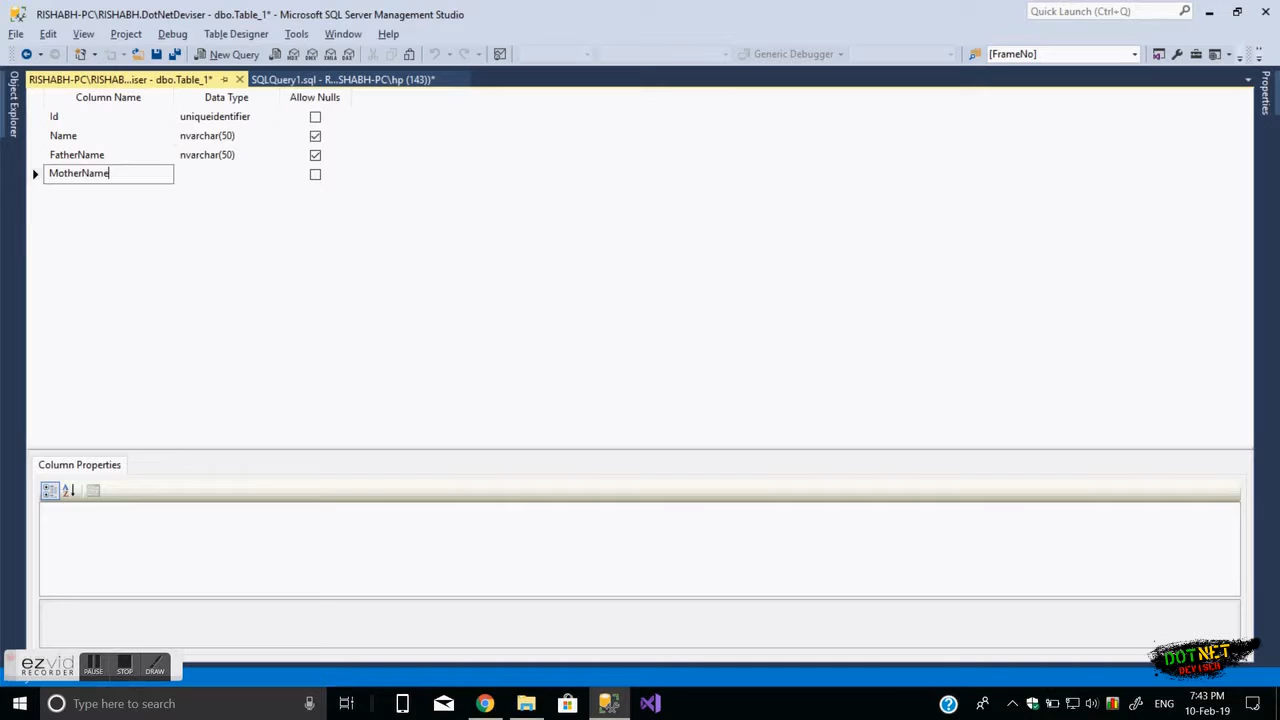 RISHABH-PC\RISHABH.DotNetDeviser - dbo.Table_1* - Microsoft SQL Server Management Studio
Quick Launch (Ctrl+Q)
File Edit View Project Debug Table Designer Tools Window Help
New Query
Generic Debugger
[FrameNo]
RISHABH-PC\RISHAB...iser - dbo.Table_1*
SQLQuery1.sql - R...SHABH-PC\hp (143))*
Object Explorer
Properties
Column Name Data Type Allow Nulls
Id uniqueidentifier
Name nvarchar(50)
FatherName nvarchar(50)
MotherName
Column Properties
ezvid
RECORDER
PAUSE STOP DRAW
DOTNET
DEVISER
Type here to search
ENG
7:43 PM
10-Feb-19